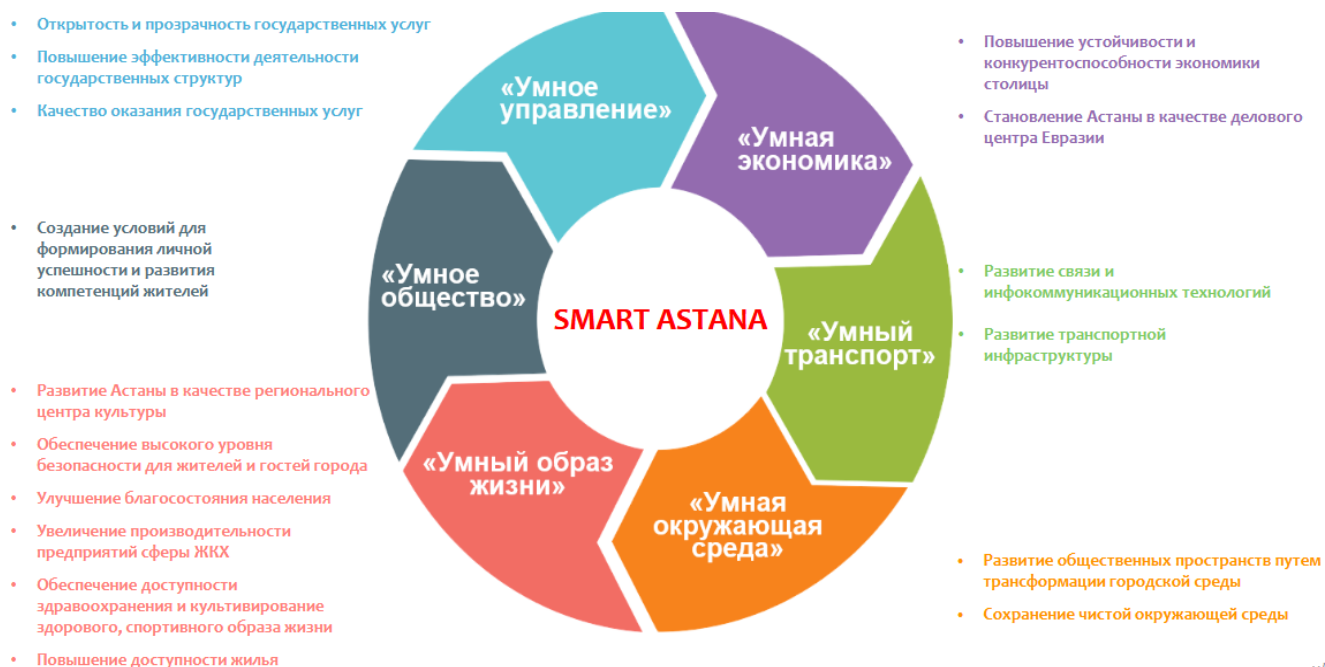 • Открытость и прозрачность государственных услуг
• Повышение эффективности деятельности
государственных структур
• Качество оказания государственных услуг
• Создание условий для
формирования личной
успешности и развития
компетенций жителей
• Развитие Астаны в качестве регионального
центра культуры
• Обеспечение высокого уровня
безопасности для жителей и гостей города
• Улучшение благосостояния населения
• Увеличение производительности
предприятий сферы ЖКХ
• Обеспечение доступности
здравоохранения и культивирование
здорового, спортивного образа жизни
• Повышение доступности жилья
«Умное
управление»
«Умная
экономика»
«Умное
общество»
SMART ASTANA
«Умный
транспорт»
«Умный образ
жизни»
«Умная
окружающая
среда»
• Повышение устойчивости и
конкурентоспособности экономики
столицы
• Становление Астаны в качестве делового
центра Евразии
• Развитие связи и
инфокоммуникационных технологий
• Развитие транспортной
инфраструктуры
• Развитие общественных пространств путем
трансформации городской среды
• Сохранение чистой окружающей среды